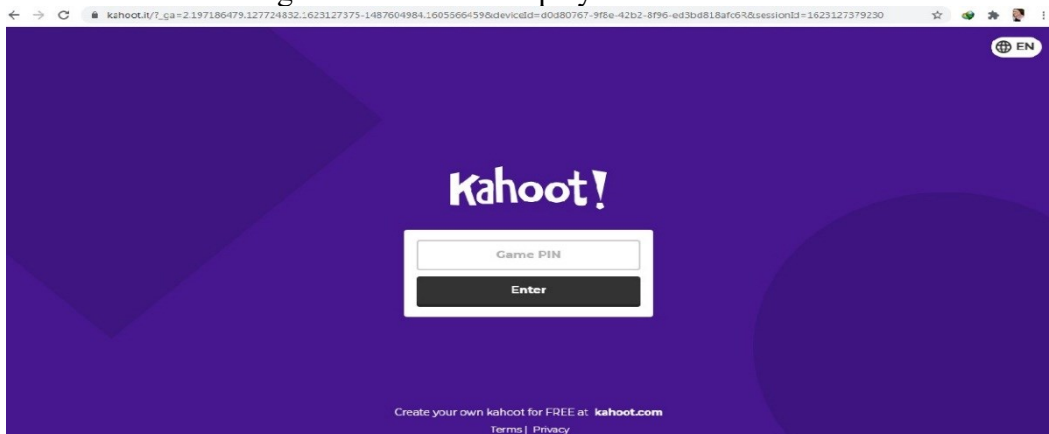 kahoot.it/?_ga=2.197186479.127724832.1623127375-1487604984.1605566459&deviceId=d0d80767-9f8e-42b2-8f96-ed3bd818afc6R&sessionId=1623127379230
EN
Kahoot!
Game PIN
Enter
Create your own kahoot for FREE at kahoot.com
Terms | Privacy